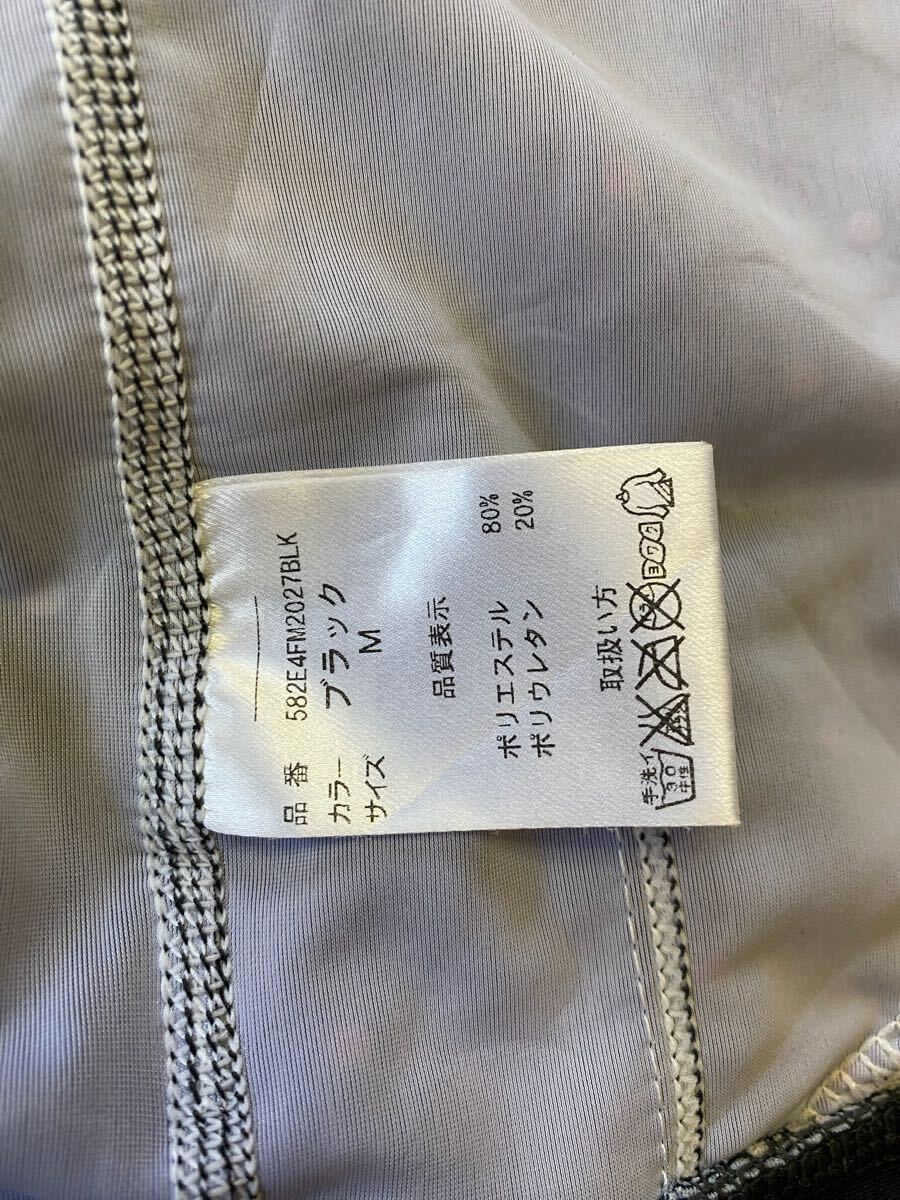 品 番 582E4FM2027BLK
カラー ブラック
サイズ M
品質表示
ポリエステル 80%
ポリウレタン 20%
取扱い方
手洗イ
30
中性
ヨワク